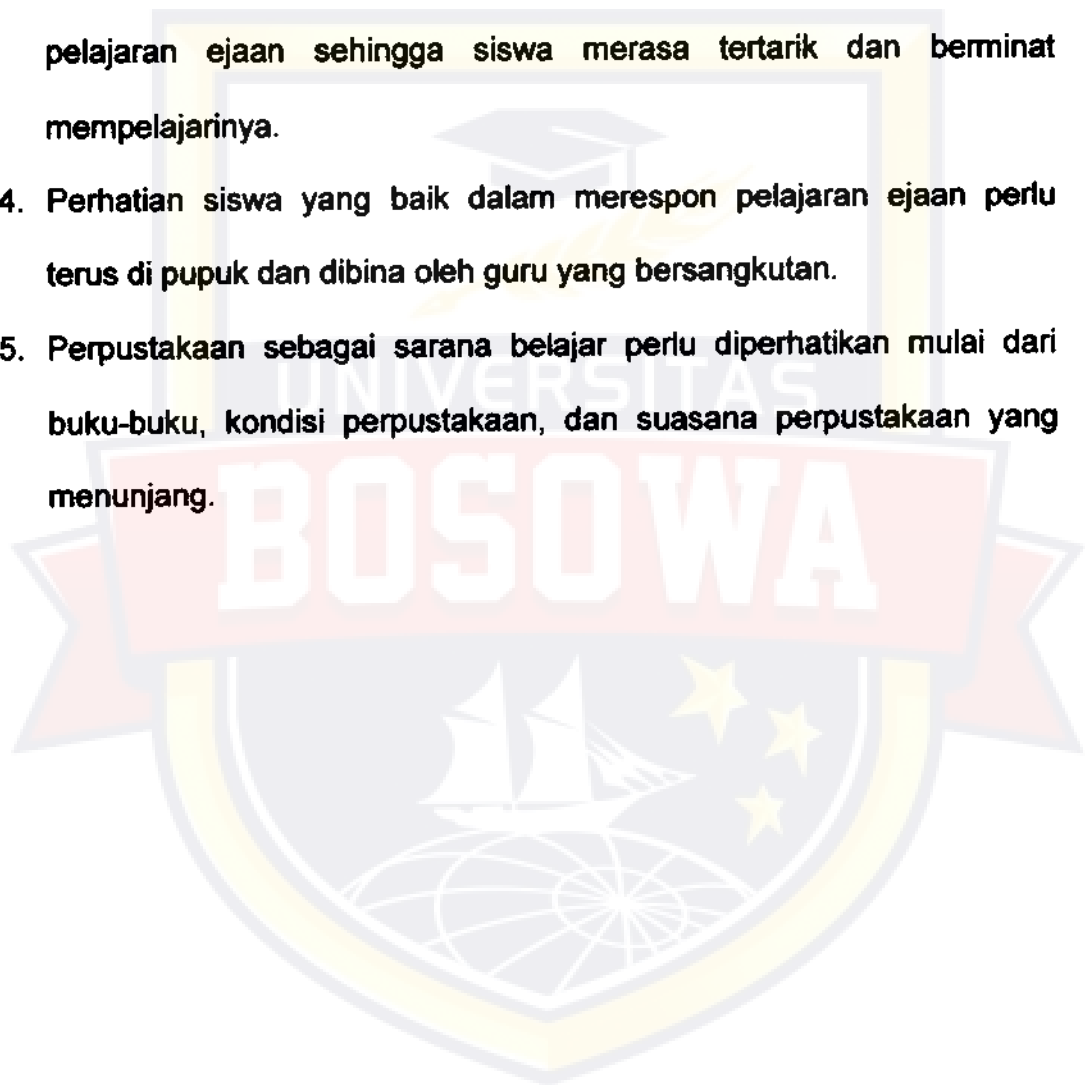 pelajaran ejaan sehingga siswa merasa tertarik dan berminat
mempelajarinya.
4. Perhatian siswa yang baik dalam merespon pelajaran ejaan perlu
terus di pupuk dan dibina oleh guru yang bersangkutan.
5. Perpustakaan sebagai sarana belajar perlu diperhatikan mulai dari
buku-buku, kondisi perpustakaan, dan suasana perpustakaan yang
menunjang.
UNIVERSITAS
BOSOWA